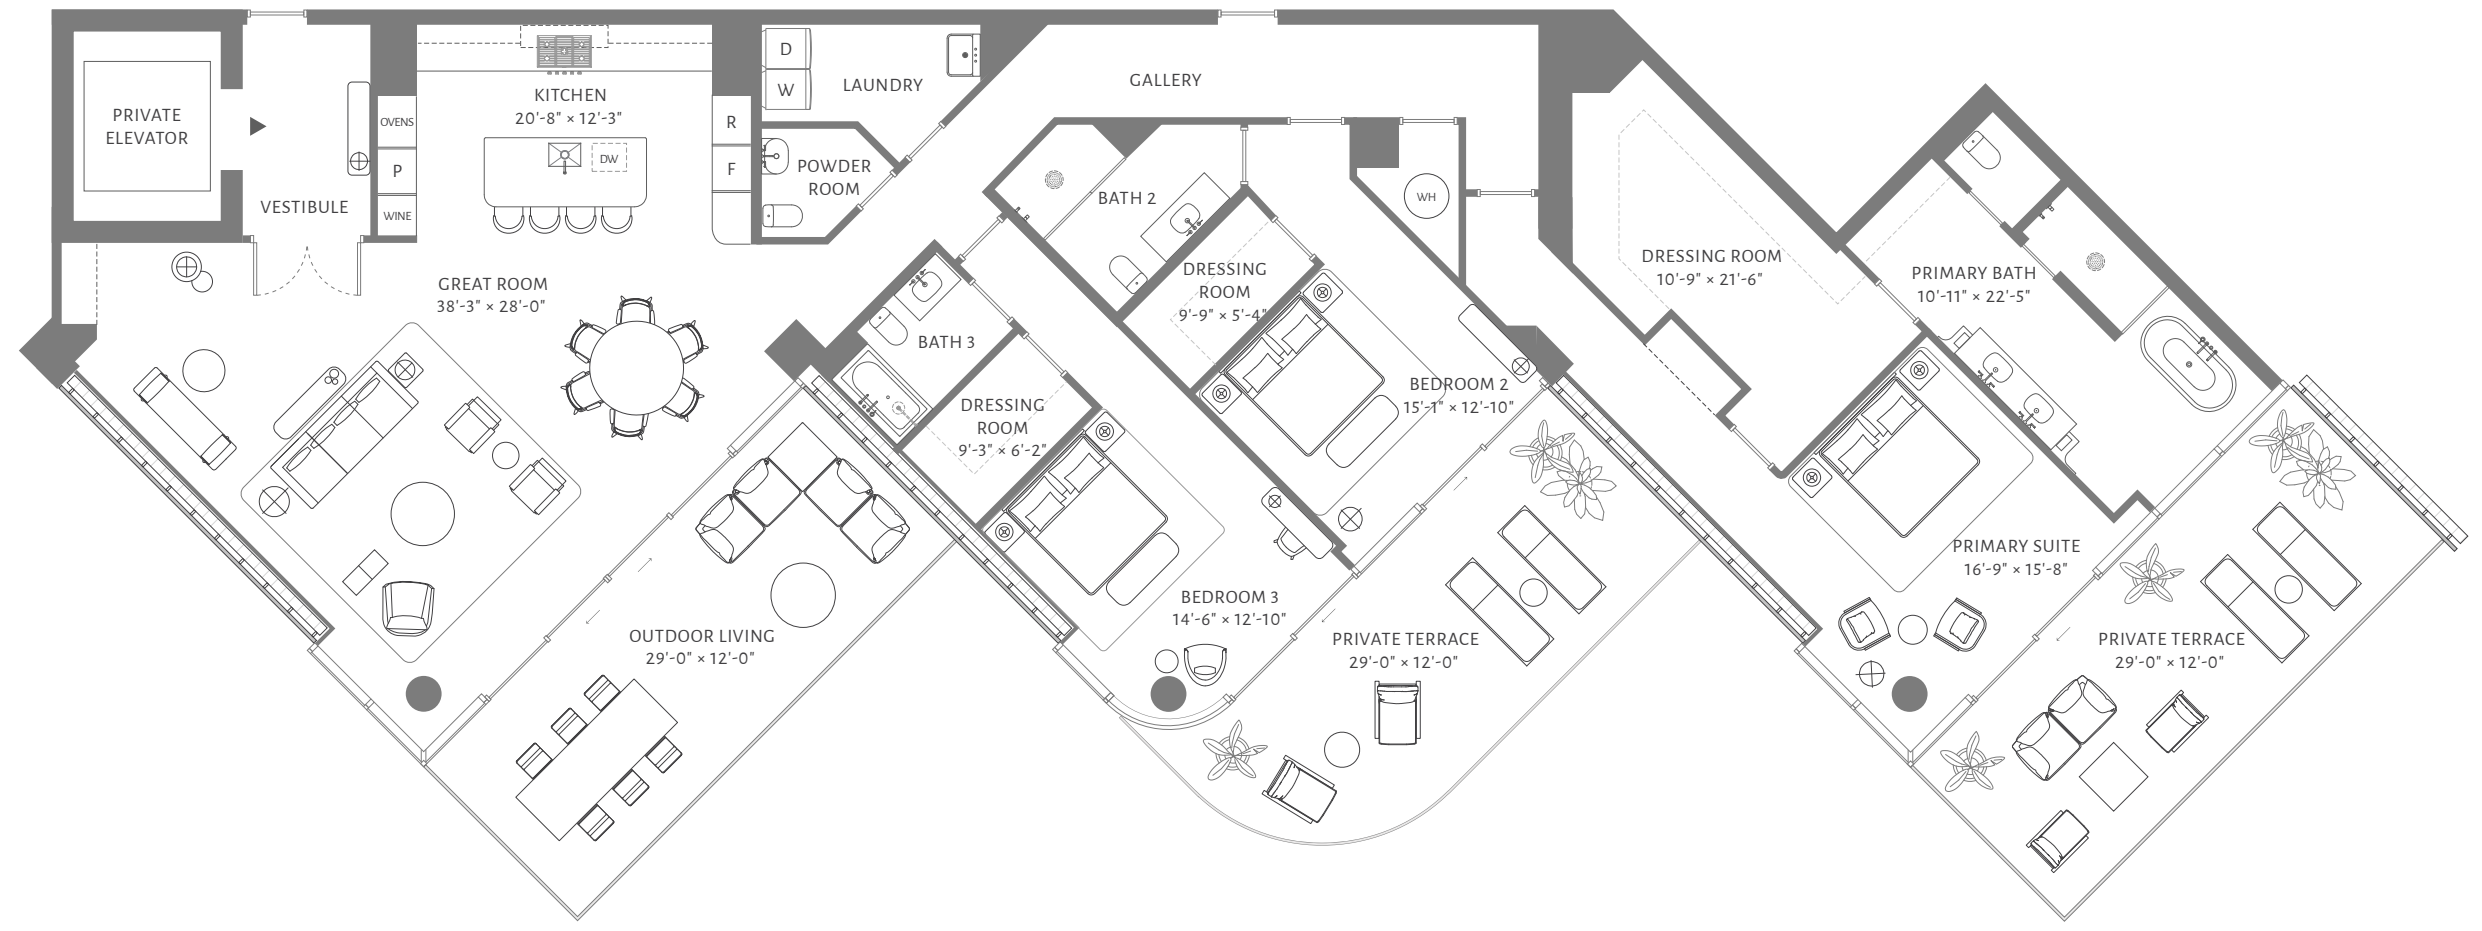 PRIVATE
ELEVATOR
VESTIBULE
OVENS
P
WINE
KITCHEN
20'-8" × 12'-3"
DW
R
F
D
W
LAUNDRY
POWDER
ROOM
GALLERY
GREAT ROOM
38'-3" × 28'-0"
OUTDOOR LIVING
29'-0" × 12'-0"
BATH 3
DRESSING
ROOM
9'-3" × 6'-2"
BEDROOM 3
14'-6" × 12'-10"
BATH 2
DRESSING
ROOM
9'-9" × 5'-4"
WH
BEDROOM 2
15'-1" × 12'-10"
PRIVATE TERRACE
29'-0" × 12'-0"
DRESSING ROOM
10'-9" × 21'-6"
PRIMARY BATH
10'-11" × 22'-5"
PRIMARY SUITE
16'-9" × 15'-8"
PRIVATE TERRACE
29'-0" × 12'-0"